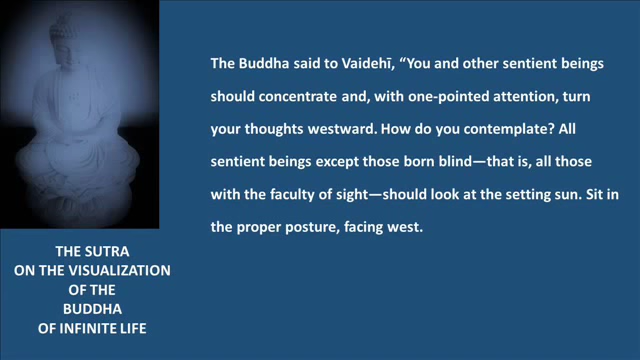 The Buddha said to Vaidehī, “You and other sentient beings
should concentrate and, with one-pointed attention, turn
your thoughts westward. How do you contemplate? All
sentient beings except those born blind—that is, all those
with the faculty of sight—should look at the setting sun. Sit in
the proper posture, facing west.
THE SUTRA
ON THE VISUALIZATION
OF THE
BUDDHA
OF INFINITE LIFE